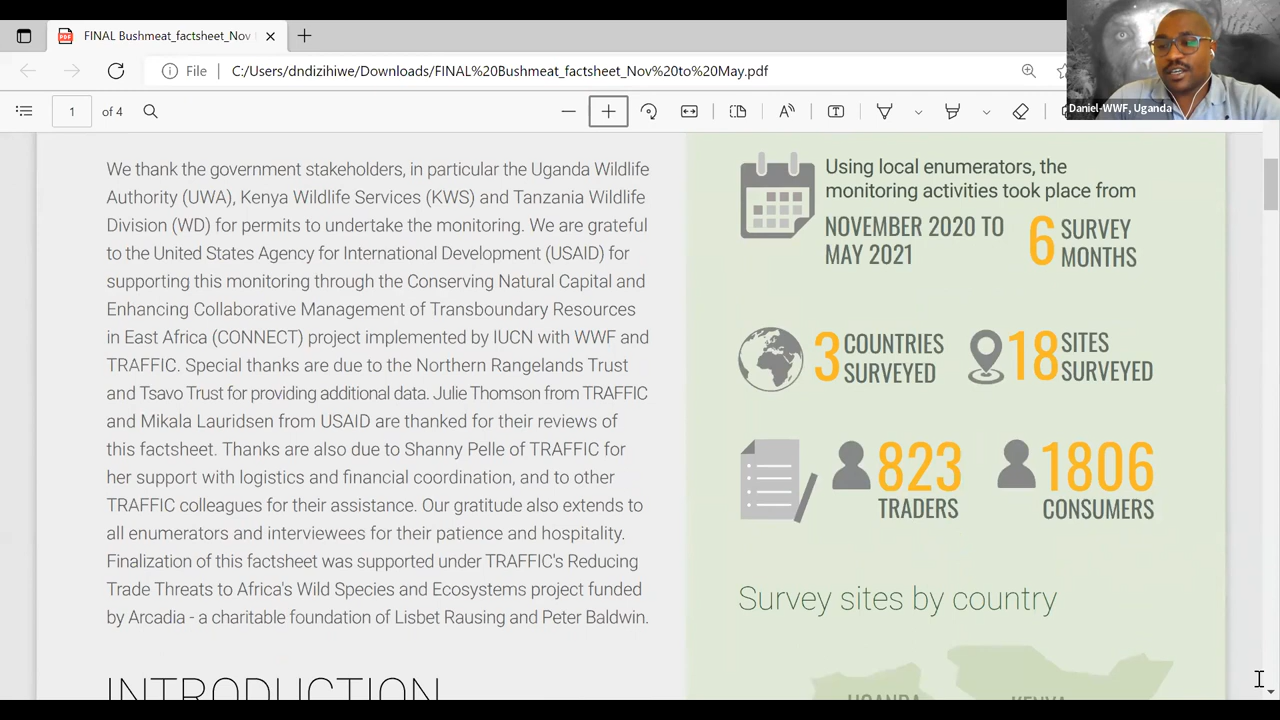 FINAL Bushmeat_factsheet_Nov
File
C:/Users/dndizihiwe/Downloads/FINAL%20Bushmeat_factsheet_Nov%20to%20May.pdf
Daniel-WWF, Uganda
1 of 4
We thank the government stakeholders, in particular the Uganda Wildlife
Authority (UWA), Kenya Wildlife Services (KWS) and Tanzania Wildlife
Division (WD) for permits to undertake the monitoring. We are grateful
to the United States Agency for International Development (USAID) for
supporting this monitoring through the Conserving Natural Capital and
Enhancing Collaborative Management of Transboundary Resources
in East Africa (CONNECT) project implemented by IUCN with WWF and
TRAFFIC. Special thanks are due to the Northern Rangelands Trust
and Tsavo Trust for providing additional data. Julie Thomson from TRAFFIC
and Mikala Lauridsen from USAID are thanked for their reviews of
this factsheet. Thanks are also due to Shanny Pelle of TRAFFIC for
her support with logistics and financial coordination, and to other
TRAFFIC colleagues for their assistance. Our gratitude also extends to
all enumerators and interviewees for their patience and hospitality.
Finalization of this factsheet was supported under TRAFFIC's Reducing
Trade Threats to Africa's Wild Species and Ecosystems project funded
by Arcadia - a charitable foundation of Lisbet Rausing and Peter Baldwin.
INTRODUCTION
Using local enumerators, the
monitoring activities took place from
NOVEMBER 2020 TO
MAY 2021
6 SURVEY
MONTHS
3 COUNTRIES
SURVEYED
18 SITES
SURVEYED
823
TRADERS
1806
CONSUMERS
Survey sites by country
UGANDA
KENYA